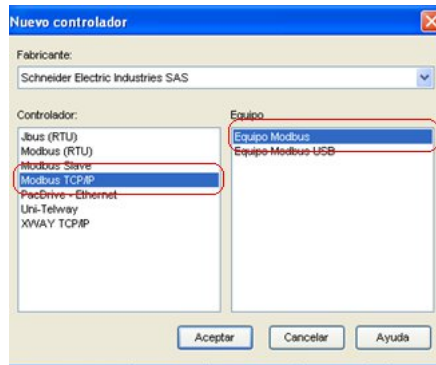 Nuevo controlador
Fabricante:
Schneider Electric Industries SAS
Controlador:
Equipo
Jbus (RTU)
Modbus (RTU)
Modbus Slave
Modbus TCP/IP
PacDrive - Ethernet
Uni-Telway
XWAY TCP/IP
Equipo Modbus
Equipo Modbus USB
Aceptar
Cancelar
Ayuda